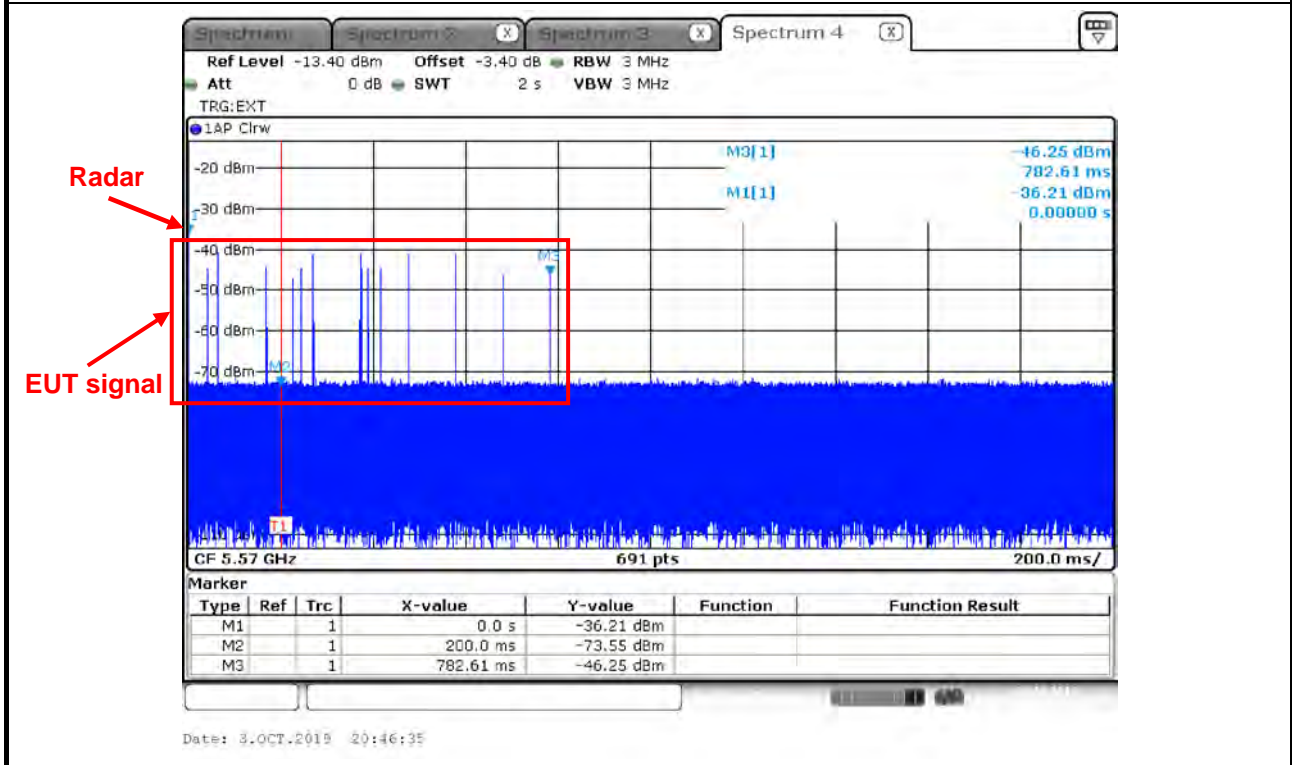 Spectrum Spectrum 2 X Spectrum 3 X Spectrum 4 X
Ref Level -13.40 dBm Offset -3.40 dB RBW 3 MHz
Att 0 dB SWT 2 s VBW 3 MHz
TRG:EXT
1AP Clrw
M3[1] -46.25 dBm
782.61 ms
M1[1] -36.21 dBm
0.00000 s
-20 dBm
Radar
-30 dBm
-40 dBm
M3
-50 dBm
-60 dBm
-70 dBm
M2
EUT signal
T1
CF 5.57 GHz 691 pts 200.0 ms/
Marker
Type Ref Trc X-value Y-value Function Function Result
M1 1 0.0 s -36.21 dBm
M2 1 200.0 ms -73.55 dBm
M3 1 782.61 ms -46.25 dBm
Date: 3.OCT.2019 20:46:35